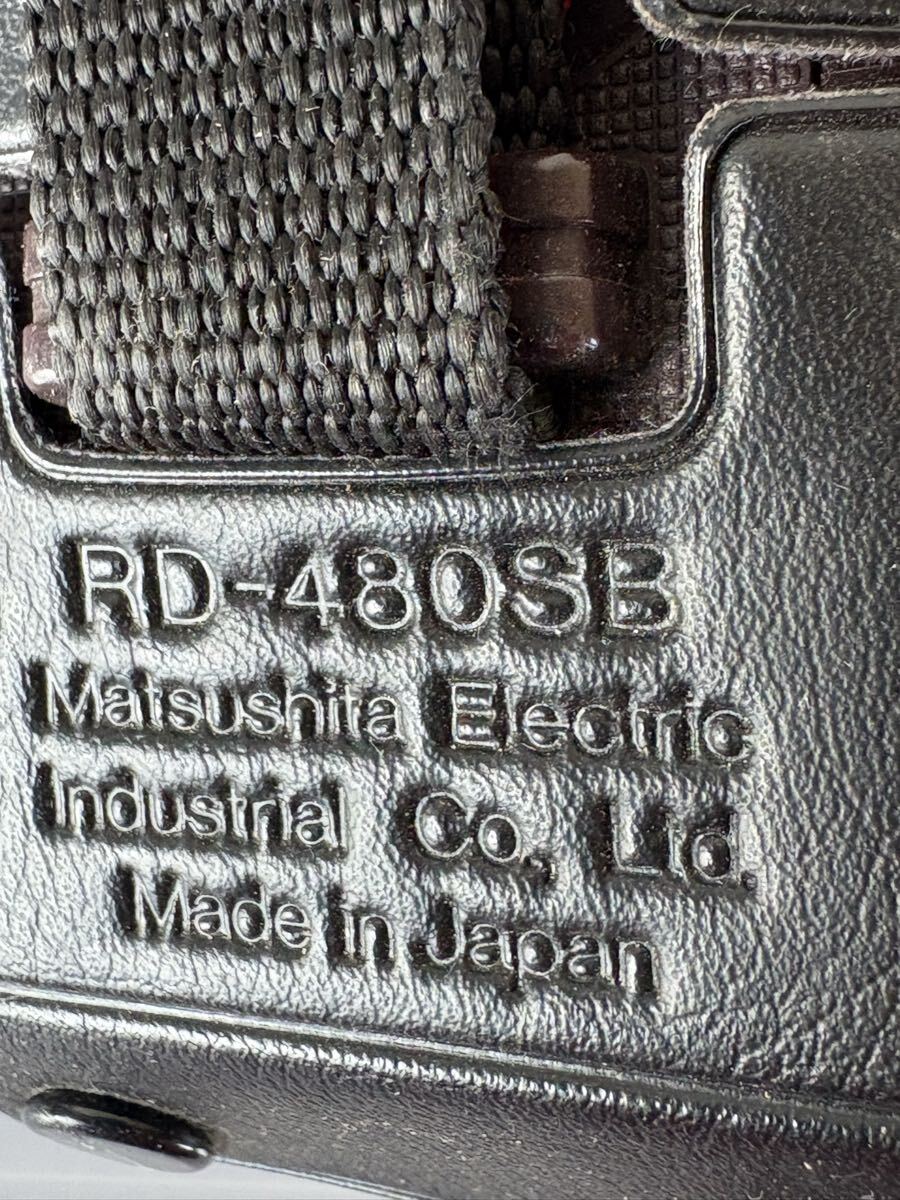 RD-480SB
Matsushita Electric
Industrial Co., Ltd.
Made in Japan